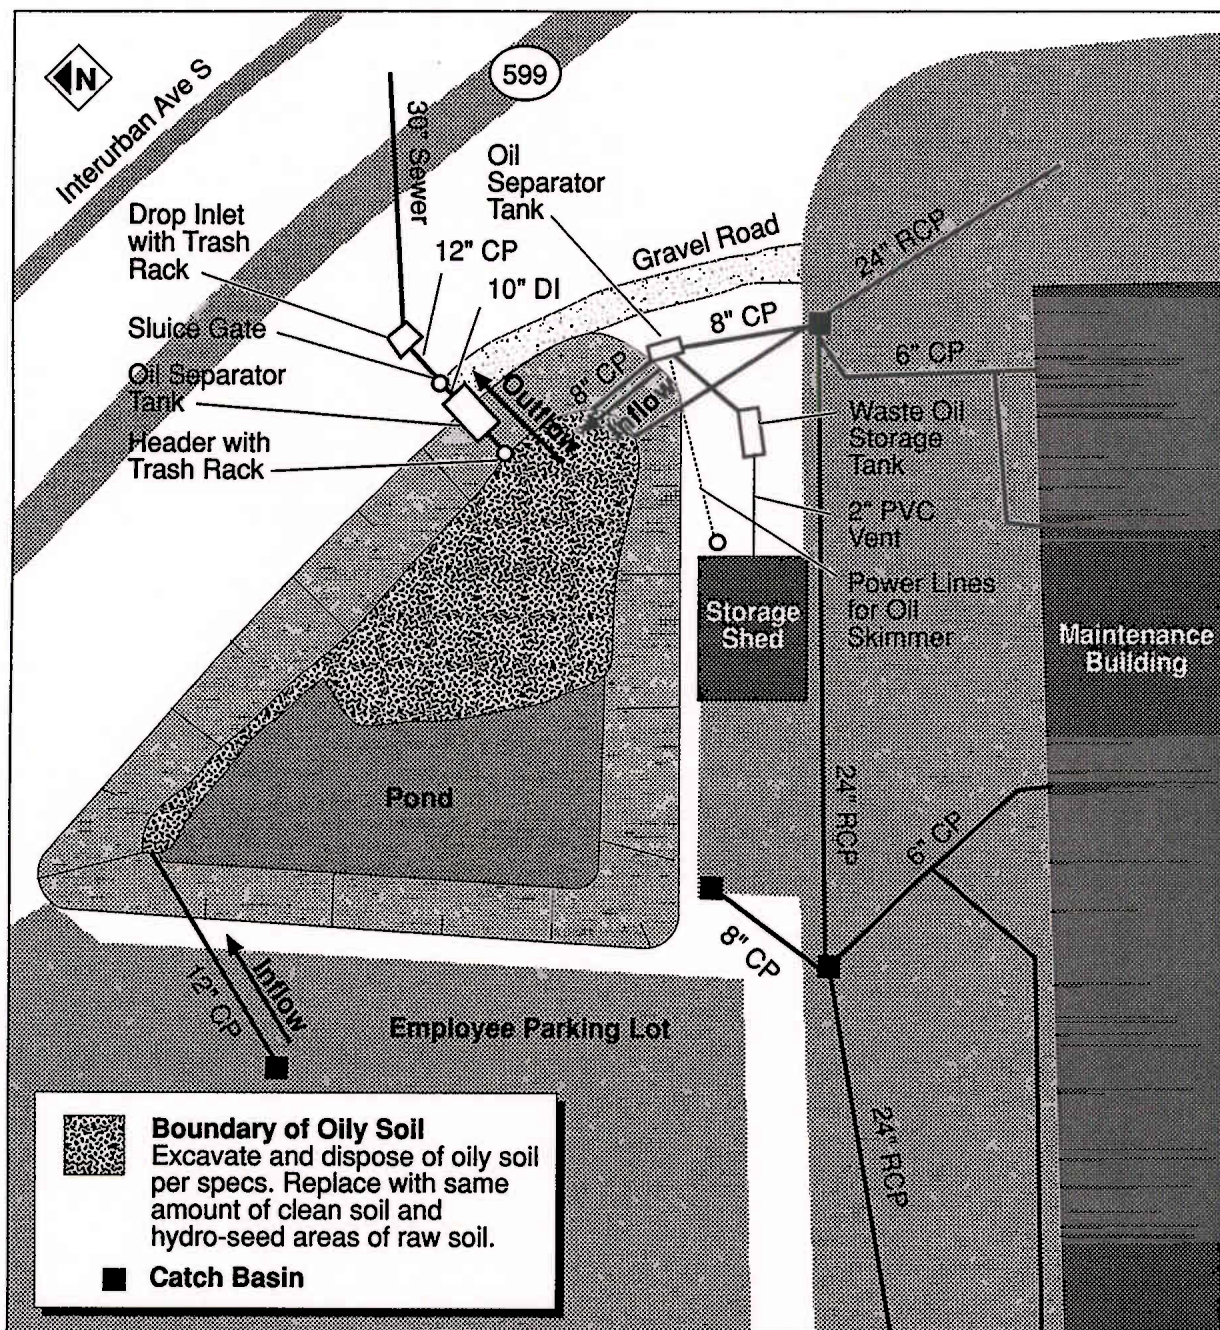 N
Interurban Ave S
599
30" Sewer
Oil
Separator
Tank
Drop Inlet
with Trash
Rack
12" CP
10" DI
Gravel Road
24" RCP
Sluice Gate
8" CP
6" CP
Oil Separator
Tank
8" CP
Outflow
Inflow
Header with
Trash Rack
Waste Oil
Storage
Tank
2" PVC
Vent
Power Lines
for Oil
Skimmer
Storage
Shed
Maintenance
Building
Pond
24" RCP
6" CP
8" CP
12" CP
Inflow
Employee Parking Lot
24" RCP
Boundary of Oily Soil
Excavate and dispose of oily soil
per specs. Replace with same
amount of clean soil and
hydro-seed areas of raw soil.
Catch Basin